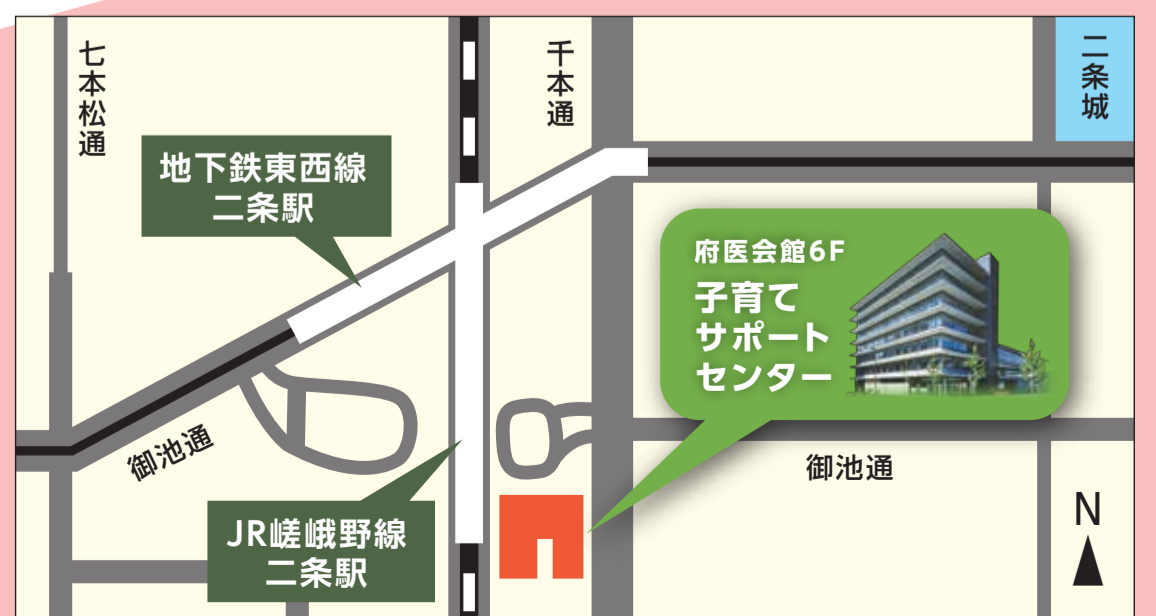 七本松通
千本通
二条城
地下鉄東西線
二条駅
府医会館6F
子育て
サポート
センター
御池通
御池通
JR嵯峨野線
二条駅
N